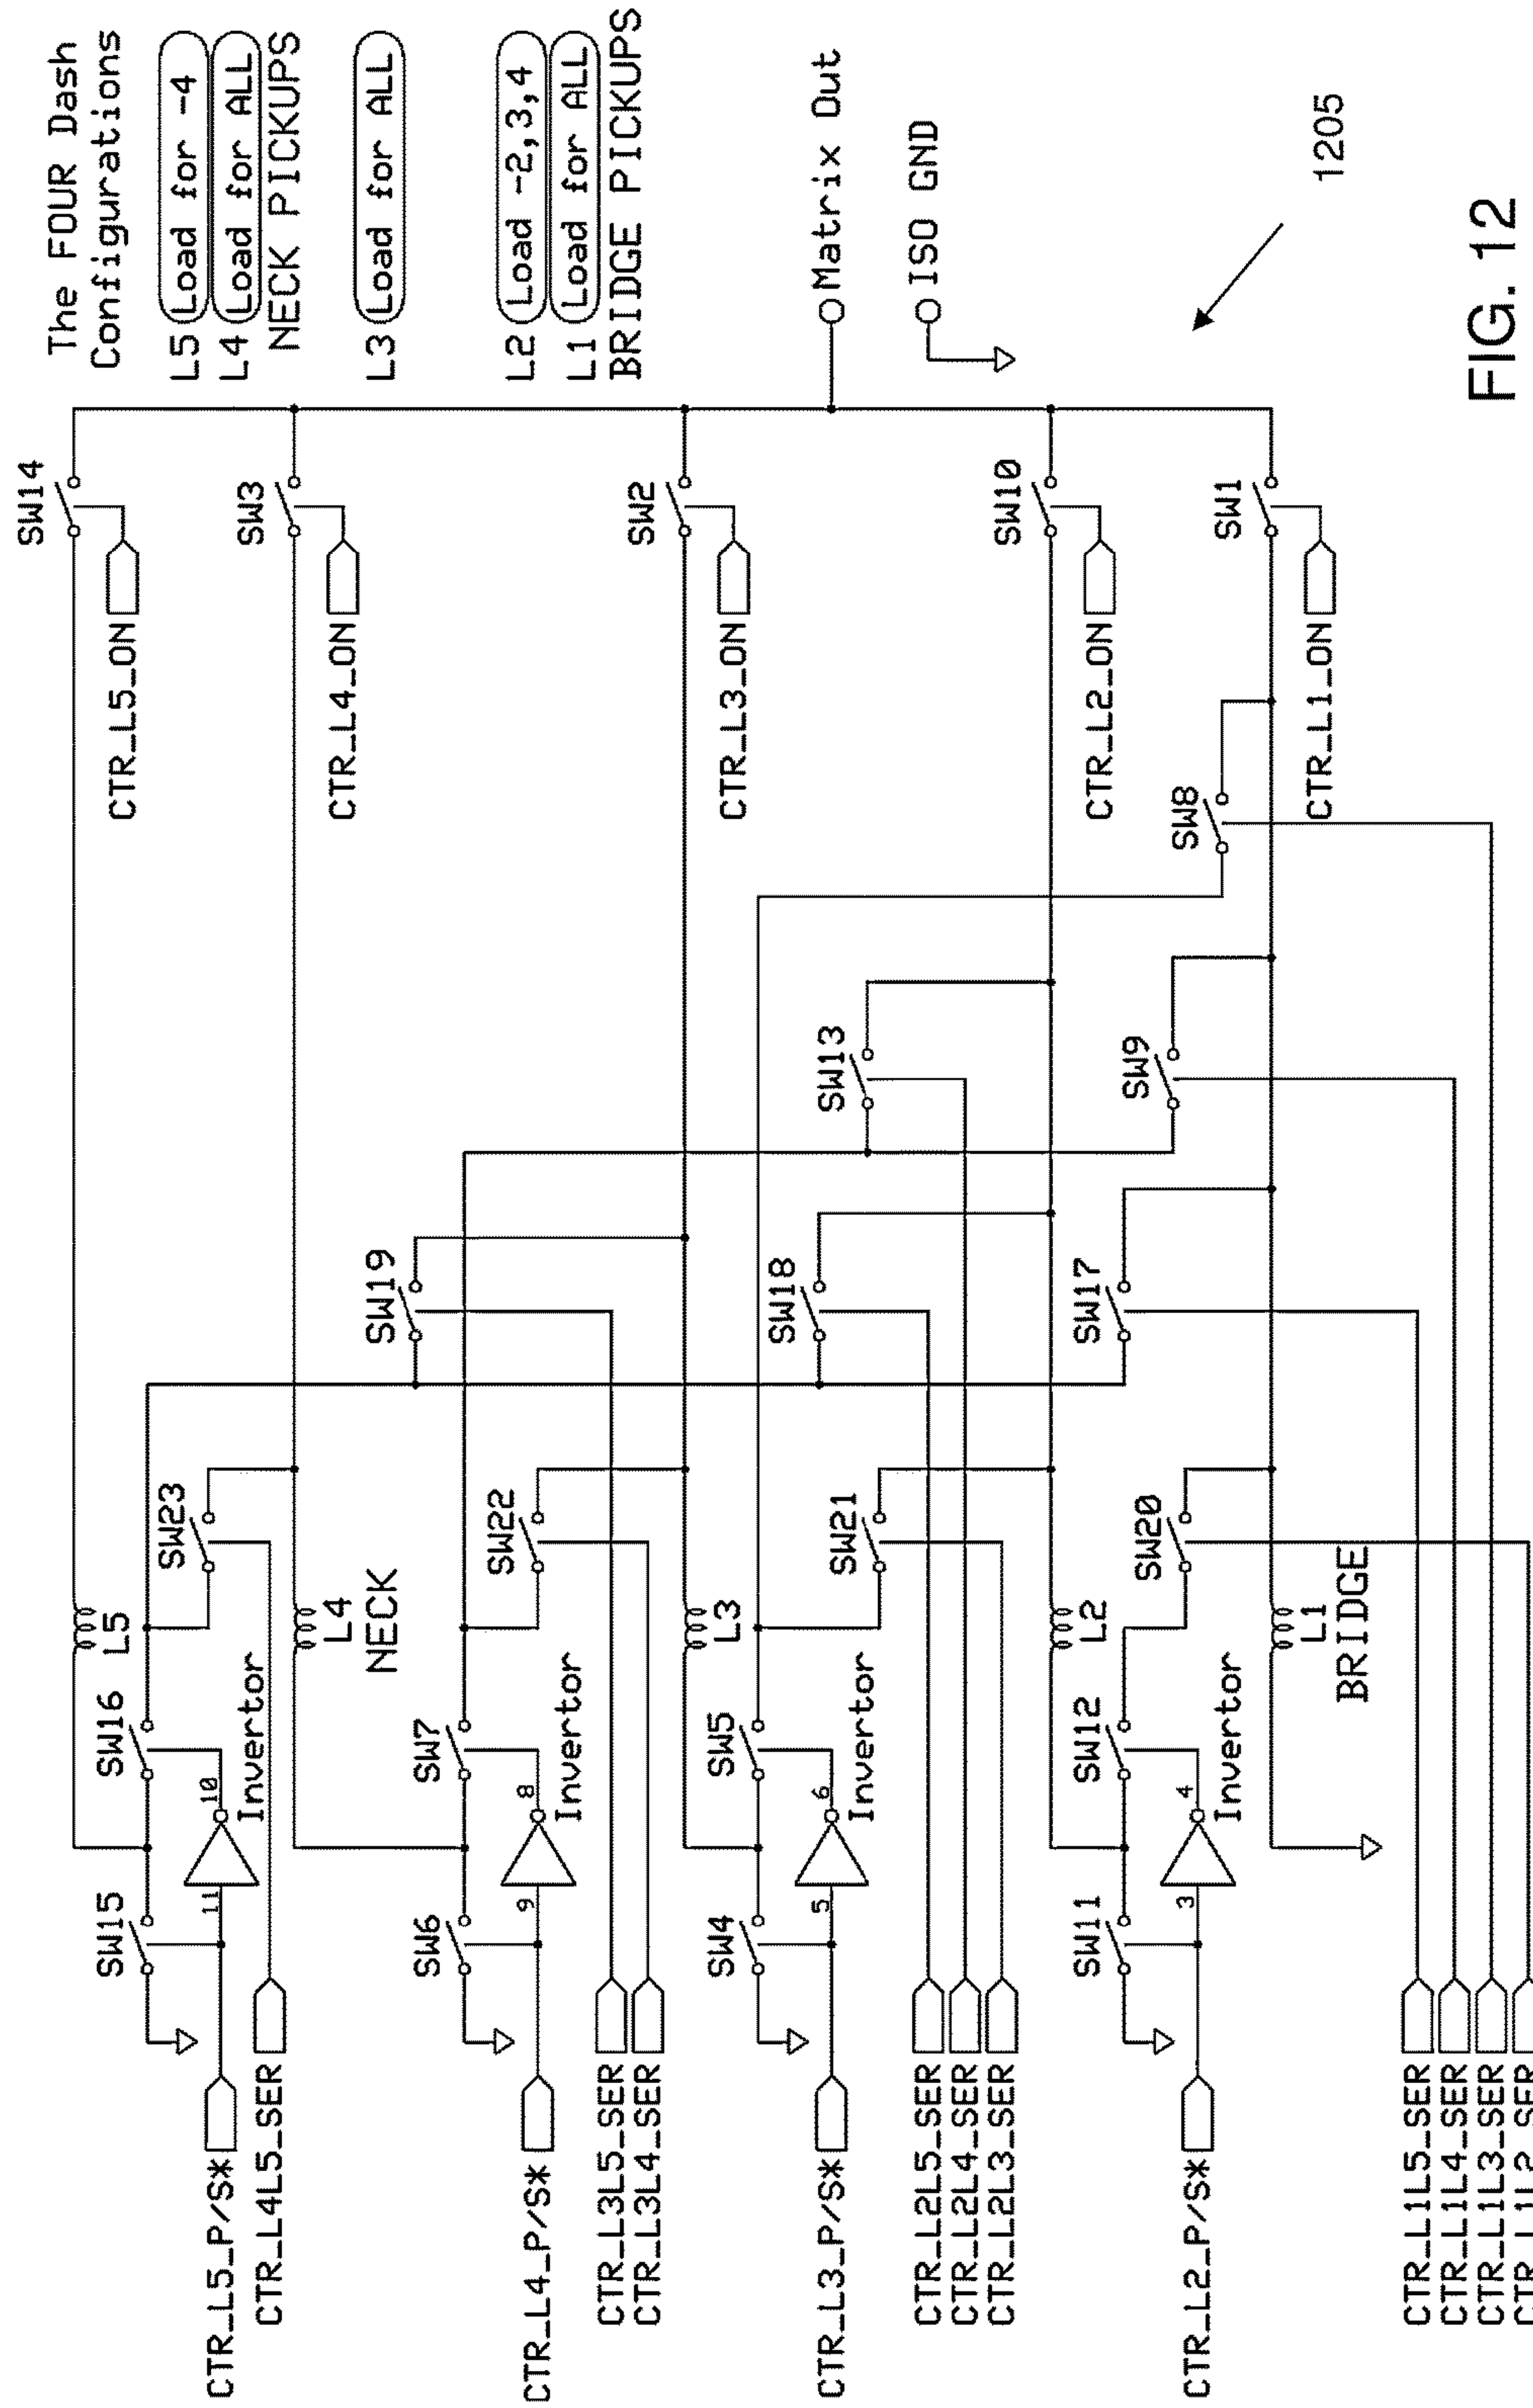 The FOUR Dash
Configurations
L5 Load for -4
L4 Load for ALL
NECK PICKUPS
L3 Load for ALL
L2 Load -2,3,4
L1 Load for ALL
BRIDGE PICKUPS
Matrix Out
ISO GND
1205
FIG. 12
SW14
CTR_L5_ON
SW3
CTR_L4_ON
SW2
CTR_L3_ON
SW10
CTR_L2_ON
SW1
CTR_L1_ON
SW8
SW13
SW9
SW19
SW18
SW17
SW23
SW22
SW21
SW20
L5
L4
NECK
L3
L2
L1
BRIDGE
SW15
SW16
11
10
Invertor
CTR_L5_P/S*
CTR_L4L5_SER
SW6
SW7
9
8
Invertor
CTR_L4_P/S*
CTR_L3L5_SER
CTR_L3L4_SER
SW4
SW5
5
6
Invertor
CTR_L3_P/S*
CTR_L2L5_SER
CTR_L2L4_SER
CTR_L2L3_SER
SW11
SW12
3
4
Invertor
CTR_L2_P/S*
CTR_L1L5_SER
CTR_L1L4_SER
CTR_L1L3_SER
CTR_L1L2_SER